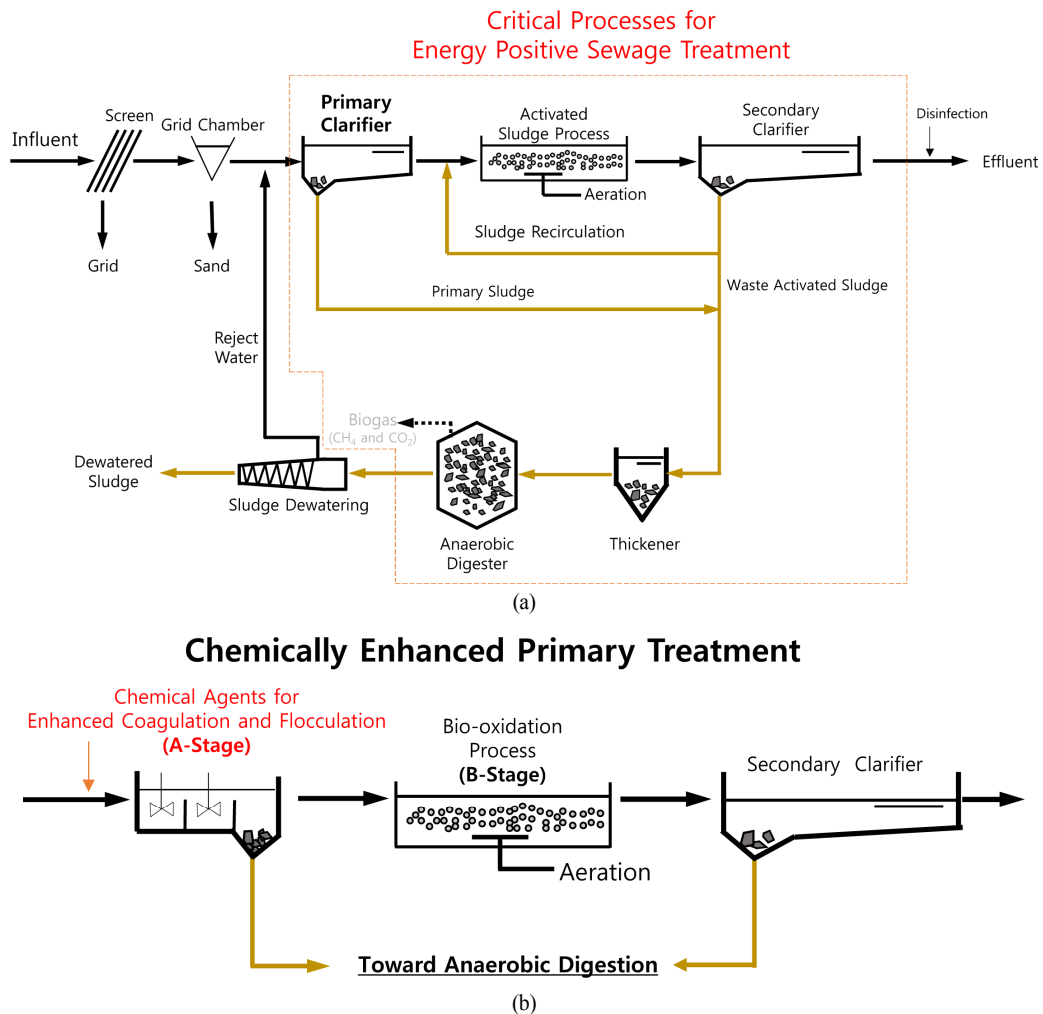 Critical Processes for
Energy Positive Sewage Treatment
Influent
Screen
Grid Chamber
Primary
Clarifier
Activated
Sludge Process
Secondary
Clarifier
Disinfection
Effluent
Aeration
Grid
Sand
Sludge Recirculation
Primary Sludge
Waste Activated Sludge
Reject
Water
Biogas
(CH₄ and CO₂)
Dewatered
Sludge
Sludge Dewatering
Anaerobic
Digester
Thickener
(a)
Chemically Enhanced Primary Treatment
Chemical Agents for
Enhanced Coagulation and Flocculation
(A-Stage)
Bio-oxidation
Process
(B-Stage)
Secondary Clarifier
Aeration
Toward Anaerobic Digestion
(b)